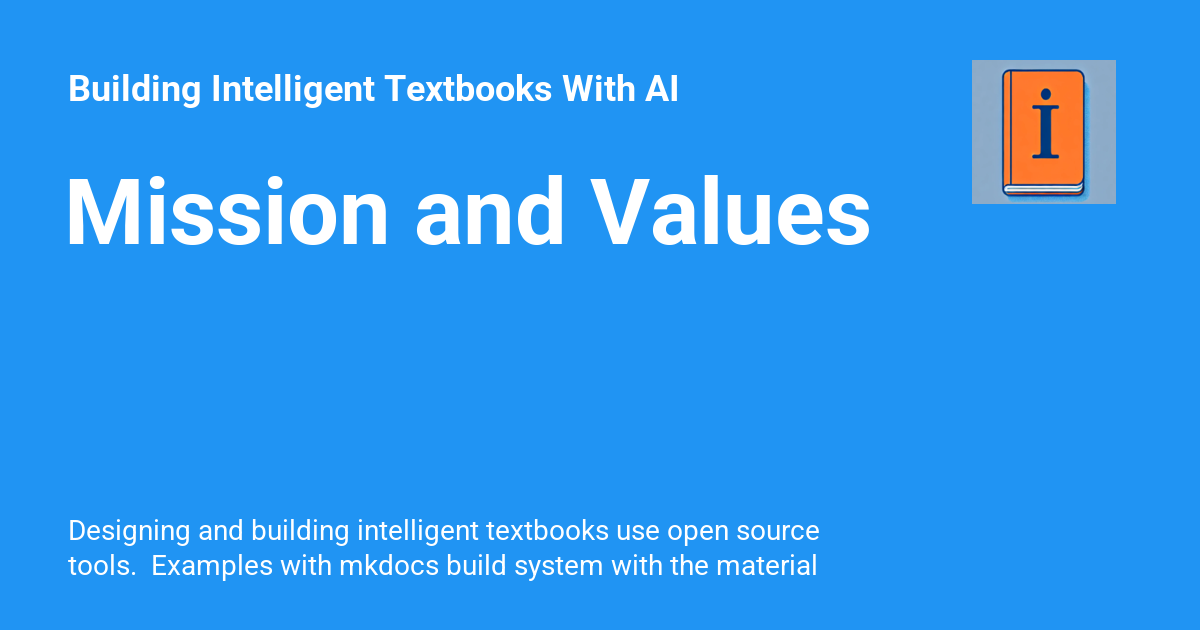 Building Intelligent Textbooks With AI
i
Mission and Values
Designing and building intelligent textbooks use open source
tools.  Examples with mkdocs build system with the material